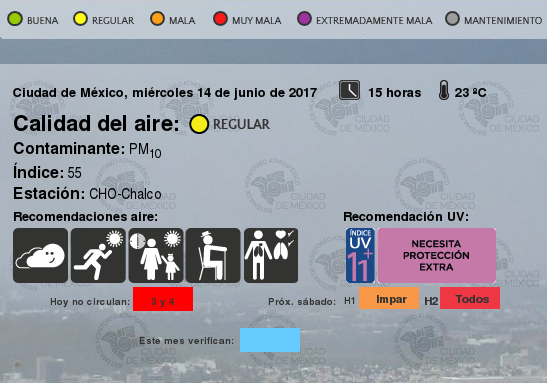 BUENA REGULAR MALA MUY MALA EXTREMADAMENTE MALA MANTENIMIENTO
Ciudad de México, miércoles 14 de junio de 2017 15 horas 23 ºC
Calidad del aire: REGULAR
Contaminante: PM10
Índice: 55
Estación: CHO-Chalco
Recomendaciones aire: Recomendación UV:
ÍNDICE
UV
11+
NECESITA
PROTECCIÓN
EXTRA
Hoy no circulan: 3 y 4 Próx. sábado: H1 Impar H2 Todos
Este mes verifican:
CIUDAD
DE MÉXICO